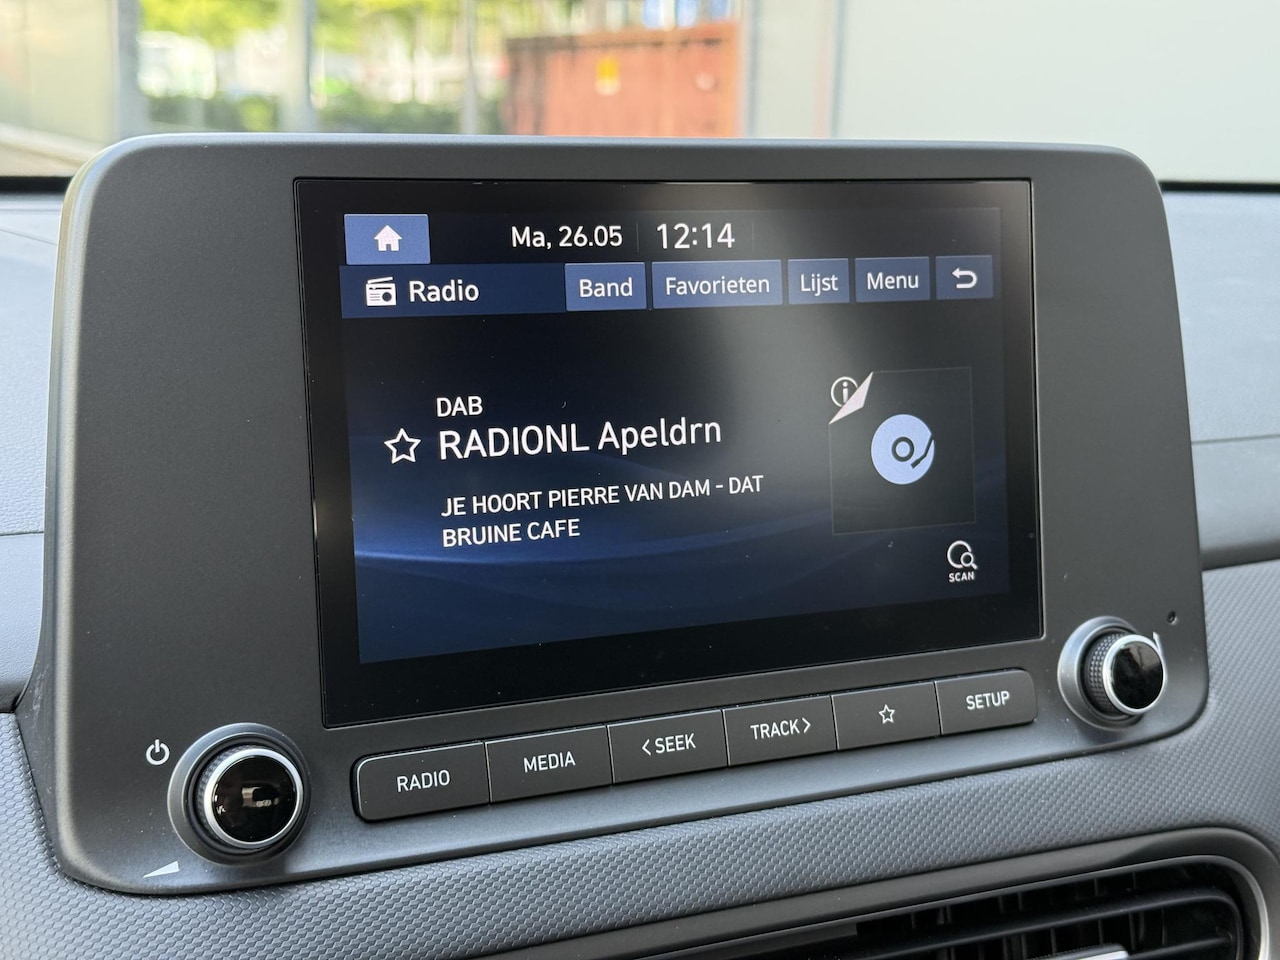 Ma, 26.05 12:14
Radio Band Favorieten Lijst Menu
DAB
RADIONL Apeldrn
JE HOORT PIERRE VAN DAM - DAT
BRUINE CAFE
SCAN
RADIO MEDIA <SEEK TRACK> SETUP